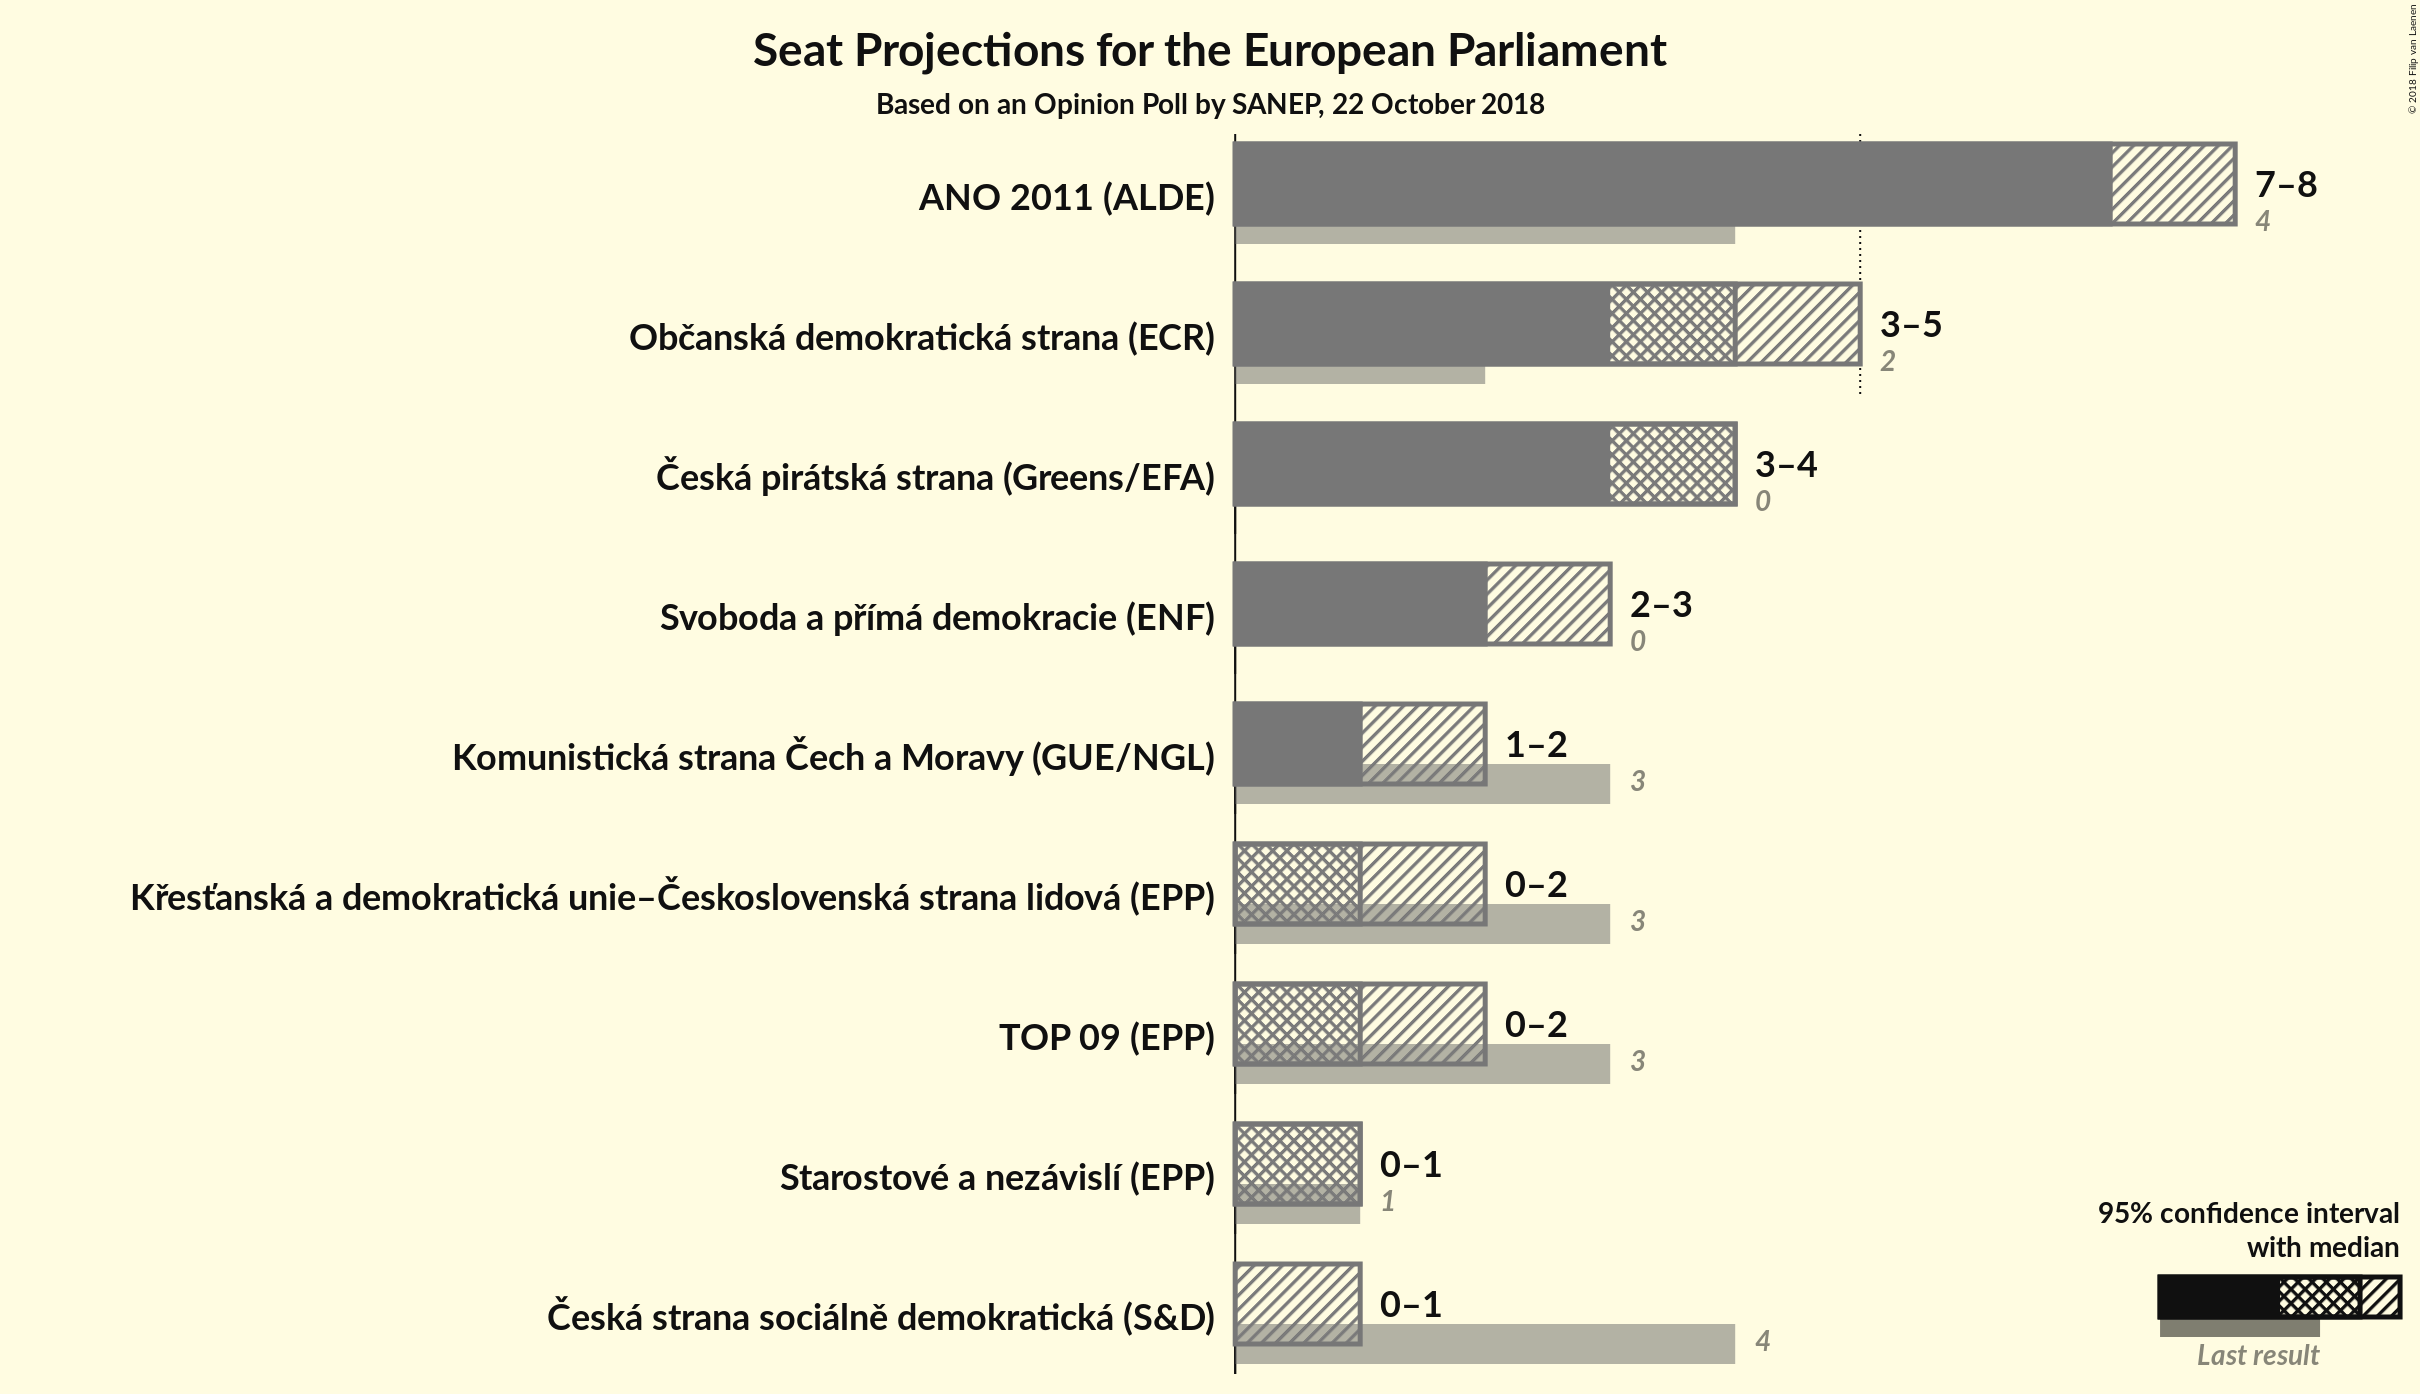 Seat Projections for the European Parliament
Based on an Opinion Poll by SANEP, 22 October 2018
© 2018 Filip van Laenen
ANO 2011 (ALDE)
7–8
4
Občanská demokratická strana (ECR)
3–5
2
Česká pirátská strana (Greens/EFA)
3–4
0
Svoboda a přímá demokracie (ENF)
2–3
0
Komunistická strana Čech a Moravy (GUE/NGL)
1–2
3
Křesťanská a demokratická unie–Československá strana lidová (EPP)
0–2
3
TOP 09 (EPP)
0–2
3
Starostové a nezávislí (EPP)
0–1
1
Česká strana sociálně demokratická (S&D)
0–1
4
95% confidence interval
with median
Last result